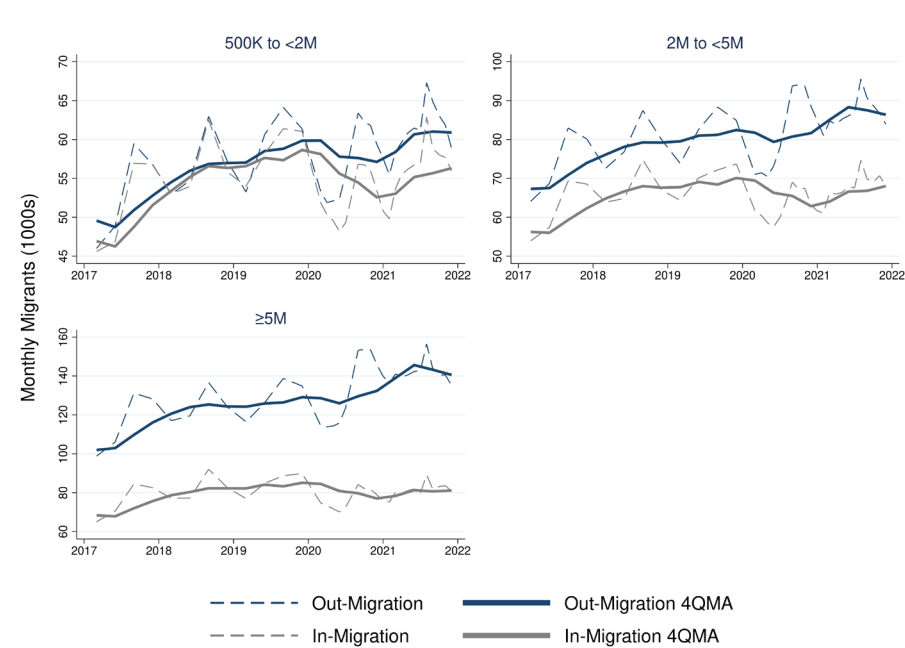 500K to <2M
2M to <5M
70
65
60
55
50
45
2017 2018 2019 2020 2021 2022
100
90
80
70
60
50
2017 2018 2019 2020 2021 2022
Monthly Migrants (1000s)
≥5M
160
140
120
100
80
60
2017 2018 2019 2020 2021 2022
Out-Migration
Out-Migration 4QMA
In-Migration
In-Migration 4QMA